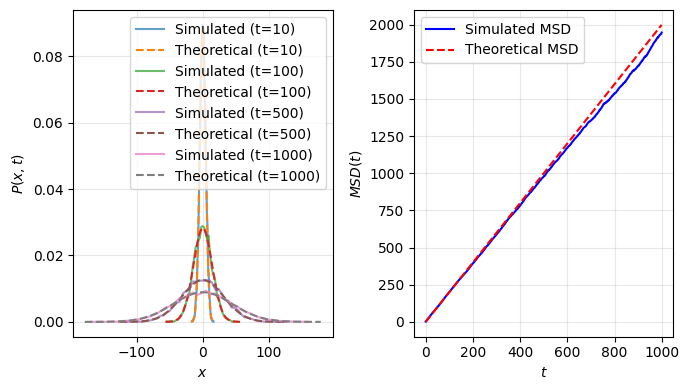 Simulated (t=10)
Theoretical (t=10)
Simulated (t=100)
Theoretical (t=100)
Simulated (t=500)
Theoretical (t=500)
Simulated (t=1000)
Theoretical (t=1000)
0.08
0.06
0.04
0.02
0.00
P(x, t)
−100
0
100
x
Simulated MSD
Theoretical MSD
2000
1750
1500
1250
1000
750
500
250
0
MSD(t)
0
200
400
600
800
1000
t